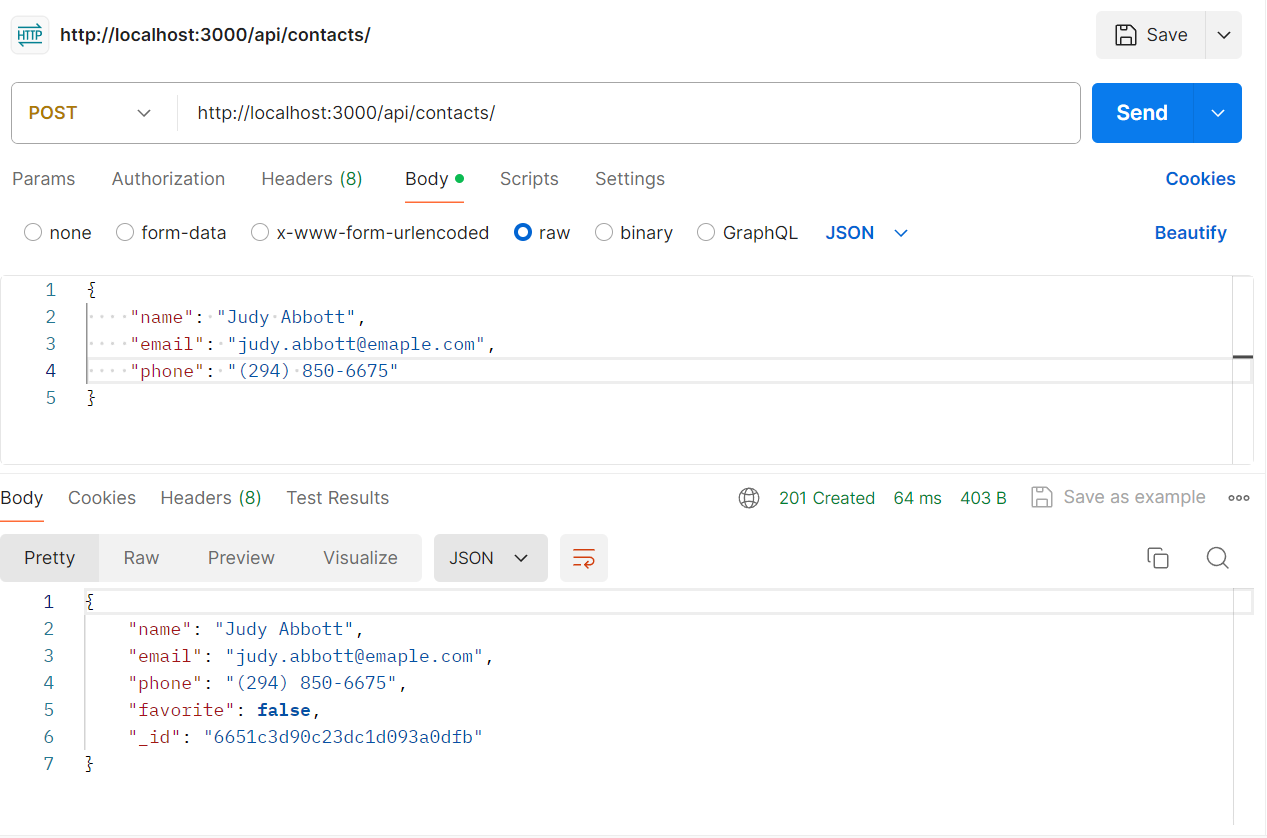 HTTP http://localhost:3000/api/contacts/ Save
POST http://localhost:3000/api/contacts/ Send
Params Authorization Headers (8) Body Scripts Settings Cookies
none form-data x-www-form-urlencoded raw binary GraphQL JSON Beautify
1 {
2 "name": "Judy Abbott",
3 "email": "judy.abbott@emaple.com",
4 "phone": "(294) 850-6675"
5 }
Body Cookies Headers (8) Test Results 201 Created 64 ms 403 B Save as example
Pretty Raw Preview Visualize JSON
1 {
2 "name": "Judy Abbott",
3 "email": "judy.abbott@emaple.com",
4 "phone": "(294) 850-6675",
5 "favorite": false,
6 "_id": "6651c3d90c23dc1d093a0dfb"
7 }